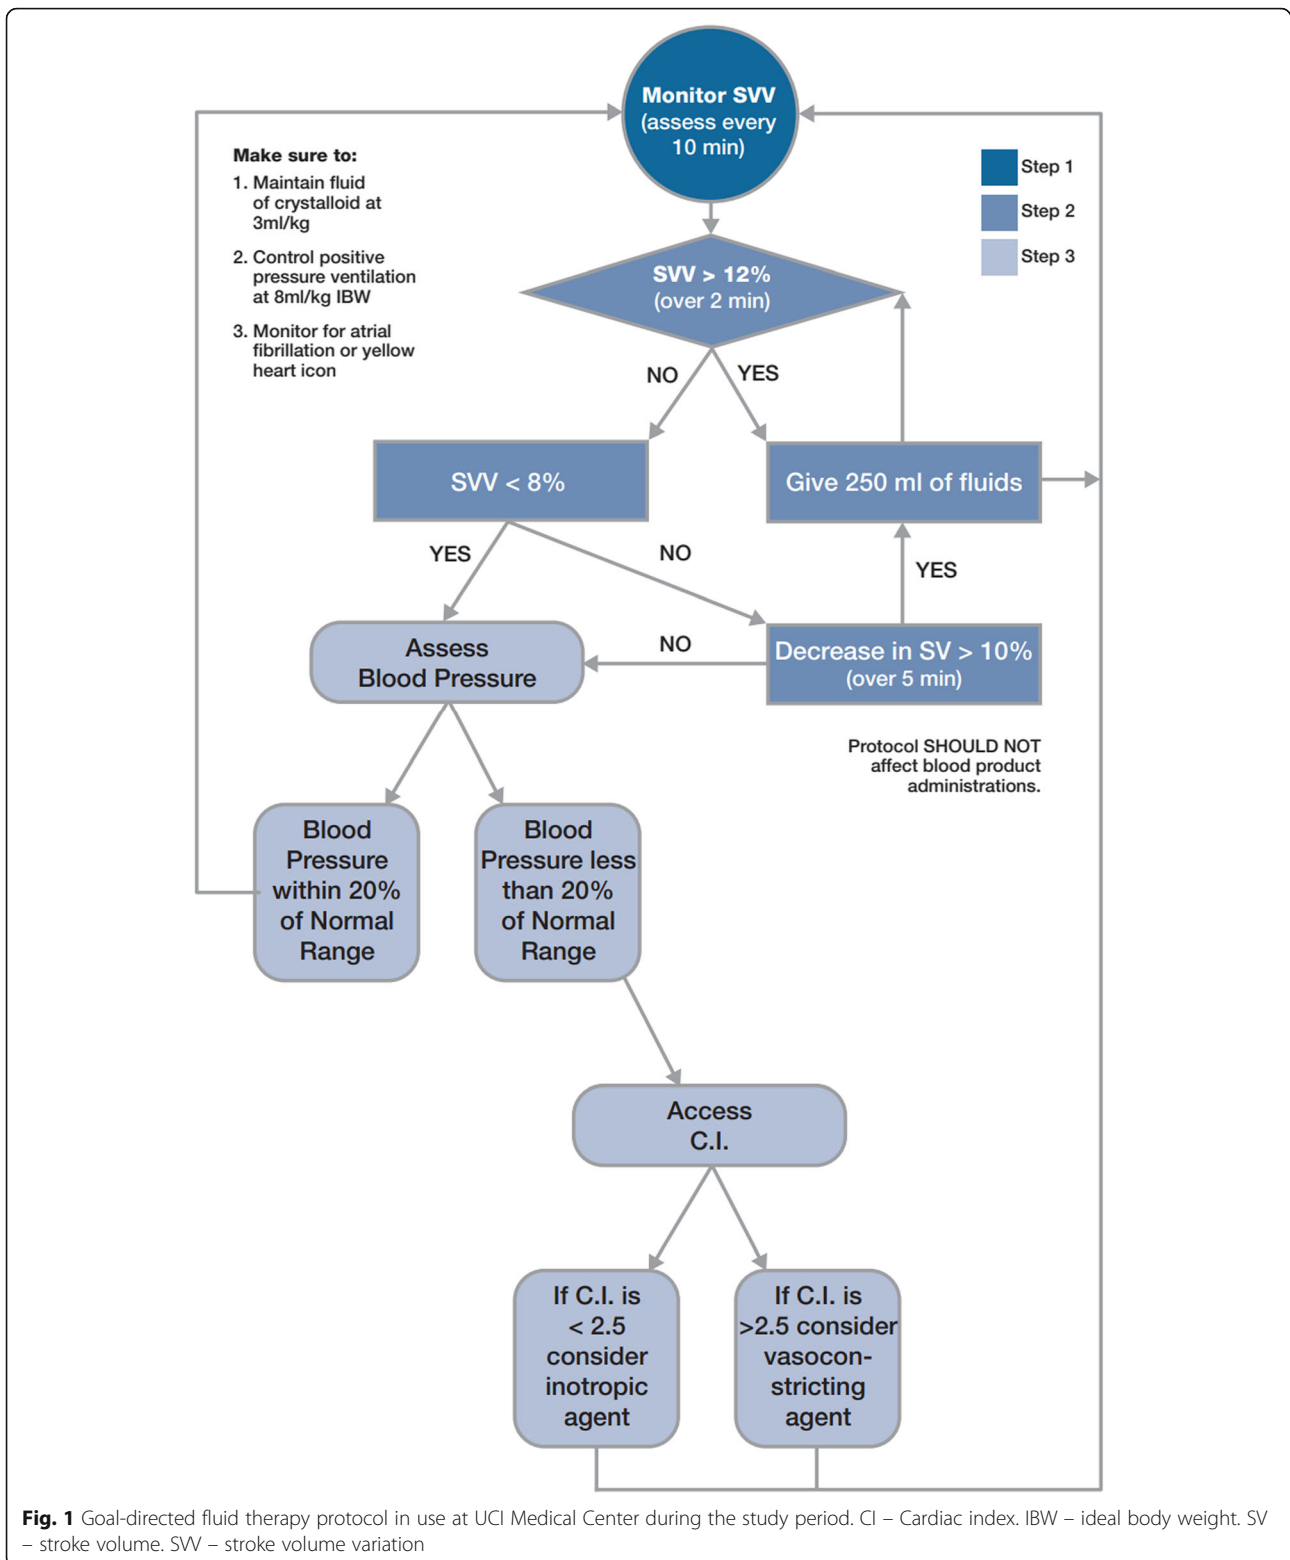 Monitor SVV
(assess every
10 min)
Make sure to:
1. Maintain fluid
of crystalloid at
3ml/kg
2. Control positive
pressure ventilation
at 8ml/kg IBW
3. Monitor for atrial
fibrillation or yellow
heart icon
Step 1
Step 2
Step 3
SVV > 12%
(over 2 min)
NO
YES
SVV < 8%
Give 250 ml of fluids
YES
NO
YES
Assess
Blood Pressure
NO
Decrease in SV > 10%
(over 5 min)
Protocol SHOULD NOT
affect blood product
administrations.
Blood
Pressure
within 20%
of Normal
Range
Blood
Pressure less
than 20%
of Normal
Range
Access
C.I.
If C.I. is
< 2.5
consider
inotropic
agent
If C.I. is
>2.5 consider
vasocon-
stricting
agent
Fig. 1 Goal-directed fluid therapy protocol in use at UCI Medical Center during the study period. CI – Cardiac index. IBW – ideal body weight. SV
– stroke volume. SVV – stroke volume variation